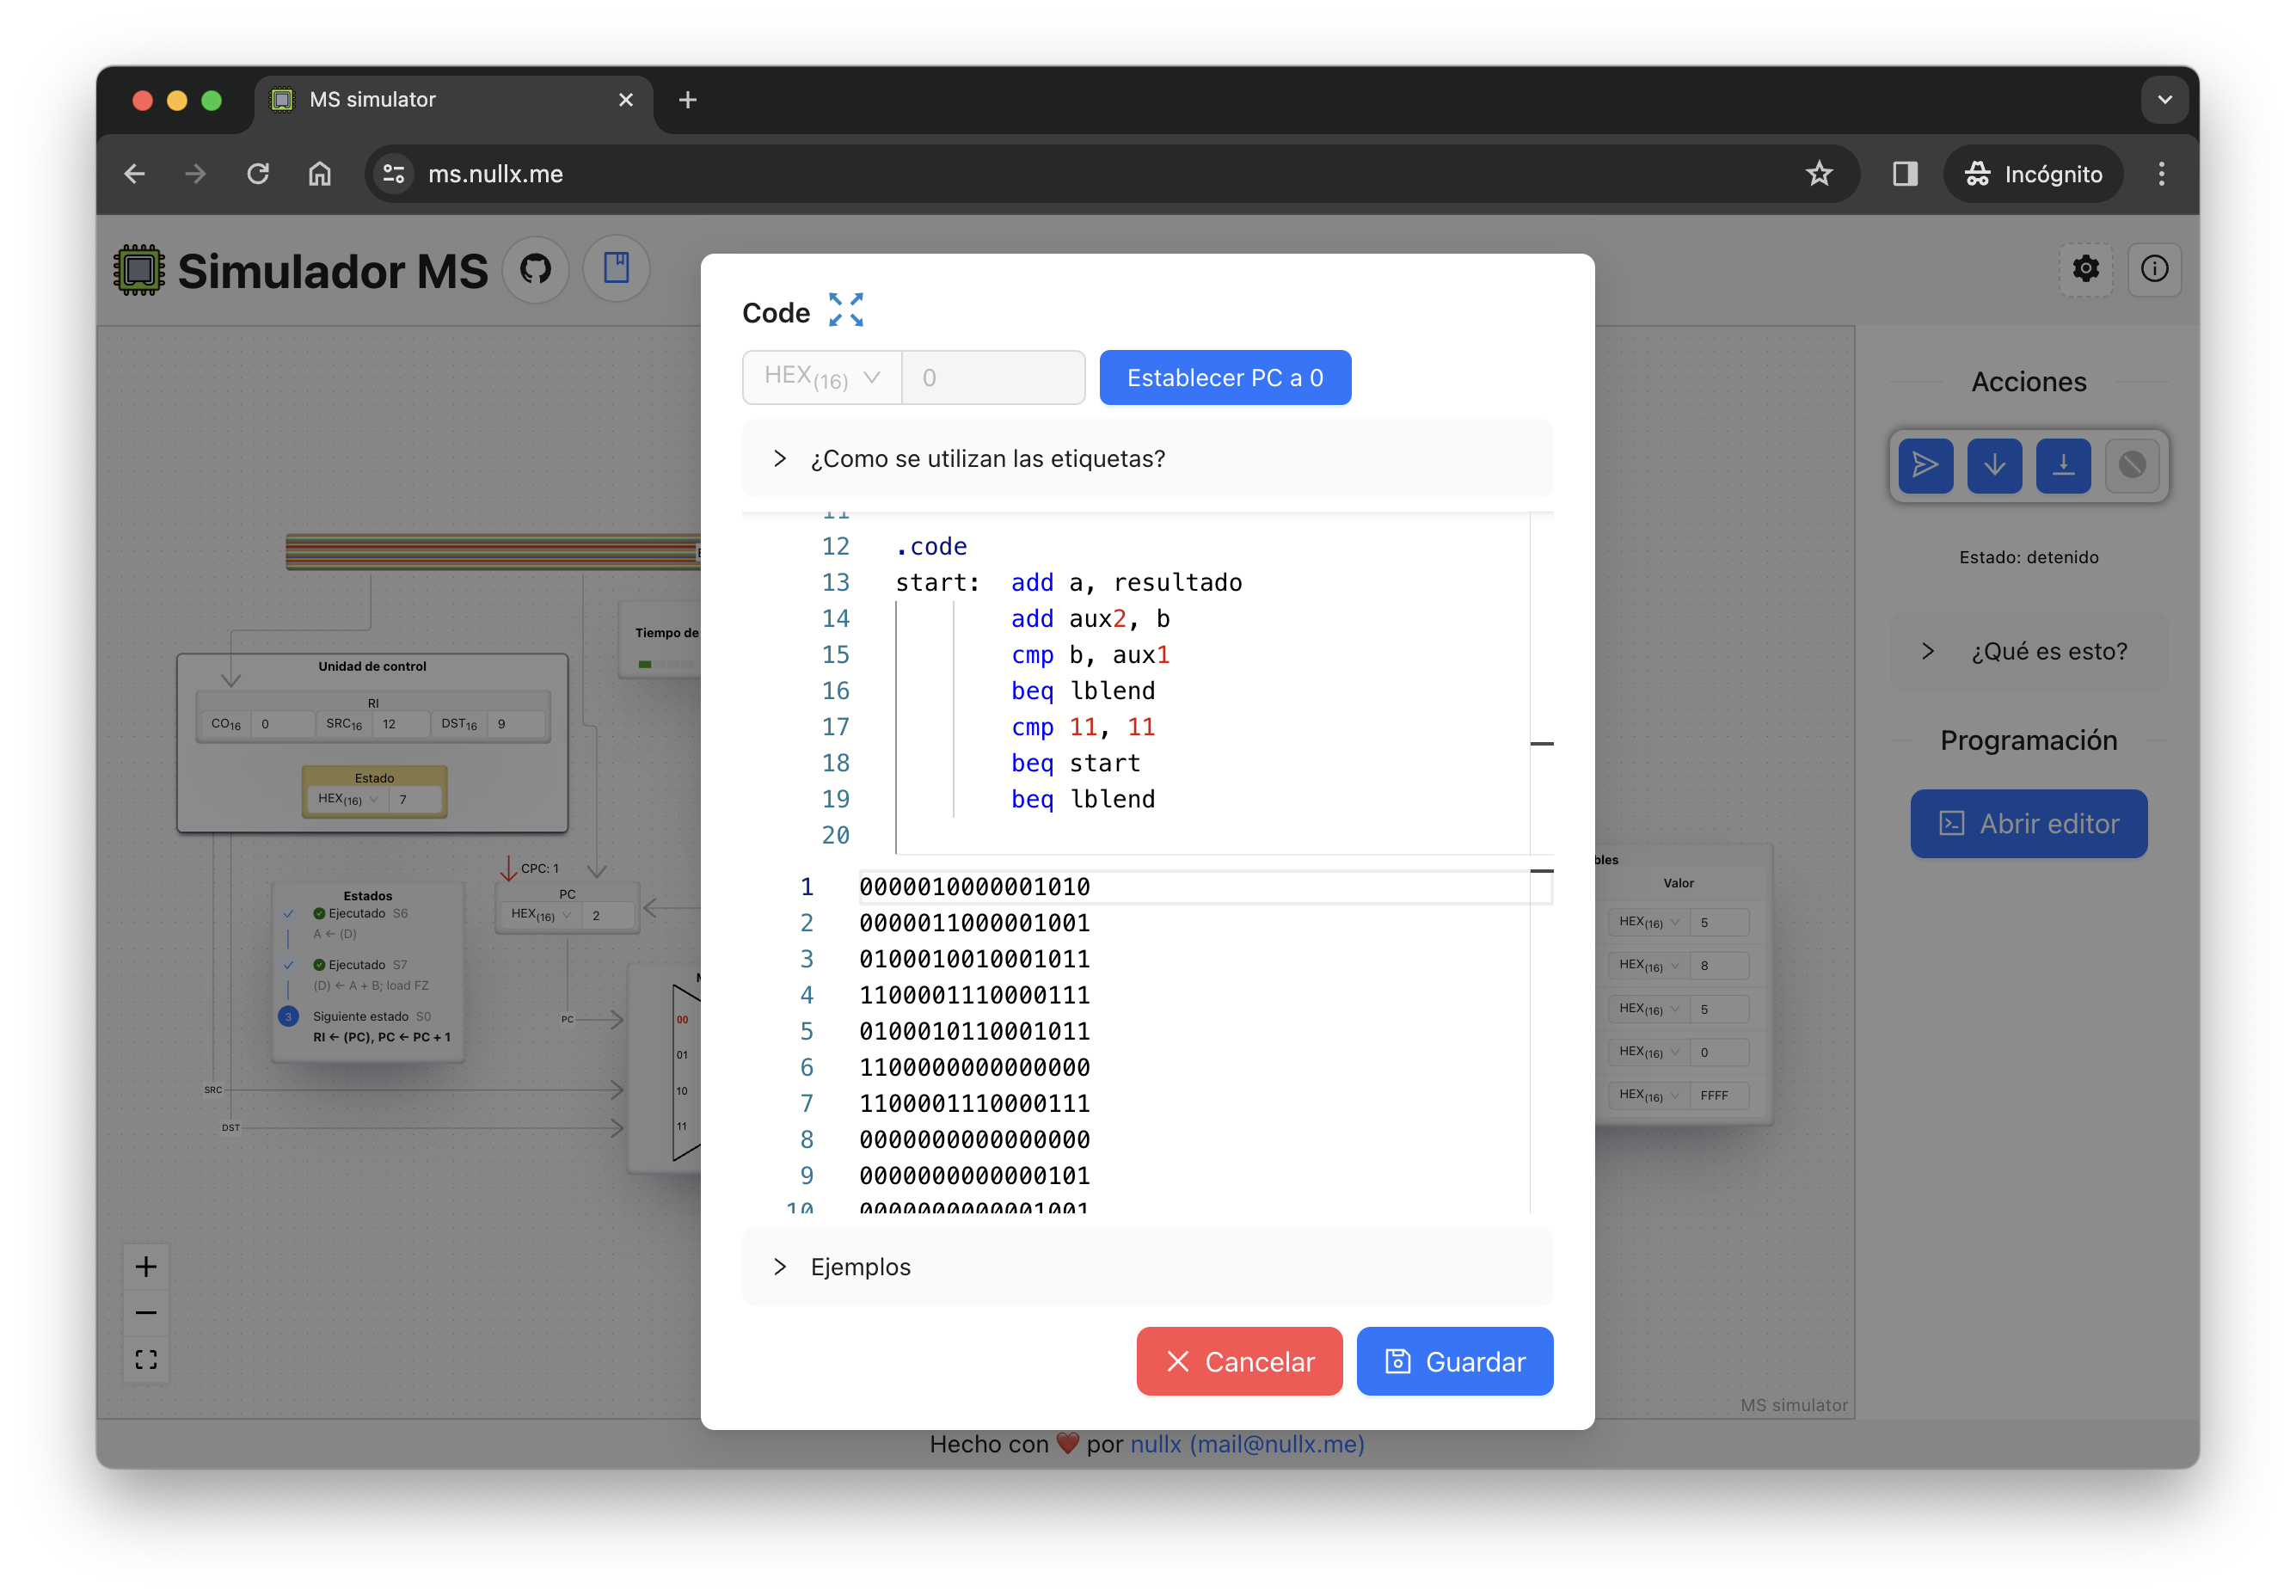 MS simulator
ms.nullx.me
Incógnito
Simulador MS
Code
HEX(16) 0
Establecer PC a 0
¿Como se utilizan las etiquetas?
11
12 .code
13 start: add a, resultado
14 add aux2, b
15 cmp b, aux1
16 beq lblend
17 cmp 11, 11
18 beq start
19 beq lblend
20
1 0000010000001010
2 0000011000001001
3 0100010010001011
4 1100001110000111
5 0100010110001011
6 1100000000000000
7 1100001110000111
8 0000000000000000
9 0000000000000101
10 0000000000001001
Ejemplos
Cancelar
Guardar
Acciones
Estado: detenido
¿Qué es esto?
Programación
Abrir editor
Tiempo de
Unidad de control
RI
CO16 0 SRC16 12 DST16 9
Estado
HEX(16) 7
CPC: 1
PC
HEX(16) 2
Estados
Ejecutado S6
A ← (D)
Ejecutado S7
(D) ← A + B; load FZ
3 Siguiente estado S0
RI ← (PC), PC ← PC + 1
PC
SRC
DST
00
01
10
11
bles
Valor
HEX(16) 5
HEX(16) 8
HEX(16) 5
HEX(16) 0
HEX(16) FFFF
MS simulator
Hecho con ❤️ por nullx (mail@nullx.me)